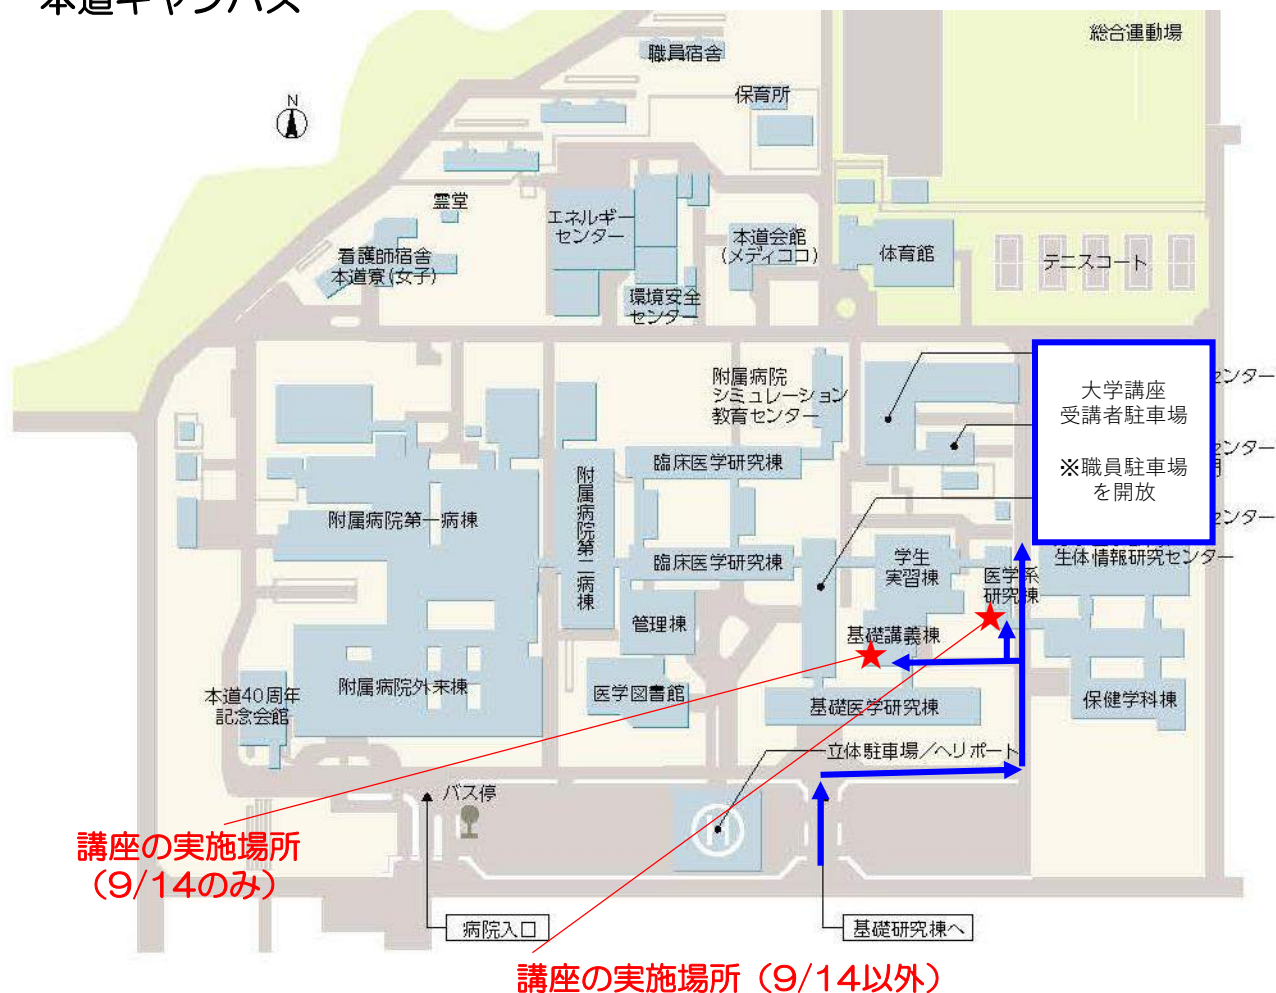 本道キャンパス
総合運動場
職員宿舎
N
保育所
霊堂
エネルギー
センター
本道会館
(メディココ)
体育館
テニスコート
看護師宿舎
本道寮(女子)
環境安全
センター
附属病院
シミュレーション
教育センター
センター
大学講座
受講者駐車場
※職員駐車場
を開放
センター
センター
臨床医学研究棟
附属病院第二病棟
附属病院第一病棟
臨床医学研究棟
学生
実習棟
医学系
研究棟
生体情報研究センター
管理棟
基礎講義棟
附属病院外来棟
医学図書館
本道40周年
記念会館
基礎医学研究棟
保健学科棟
立体駐車場/ヘリポート
バス停
H
講座の実施場所
（9/14のみ）
病院入口
基礎研究棟へ
講座の実施場所（9/14以外）